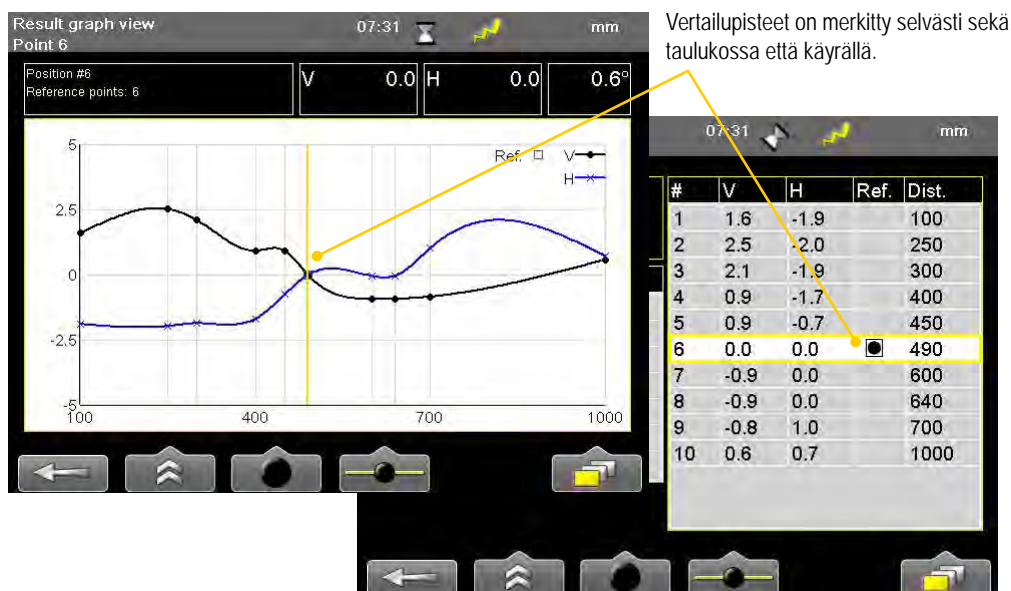 Result graph view 07:31 mm
Point 6
Position #6
Reference points: 6
V 0.0 H 0.0 0.6°
5
2.5
0
-2.5
-5
Ref. V
H
100 400 700 1000
Vertailupisteet on merkitty selvästi sekä
taulukossa että käyrällä.
07:31 mm
# V H Ref. Dist.
1 1.6 -1.9 100
2 2.5 -2.0 250
3 2.1 -1.9 300
4 0.9 -1.7 400
5 0.9 -0.7 450
6 0.0 0.0 490
7 -0.9 0.0 600
8 -0.9 0.0 640
9 -0.8 1.0 700
10 0.6 0.7 1000